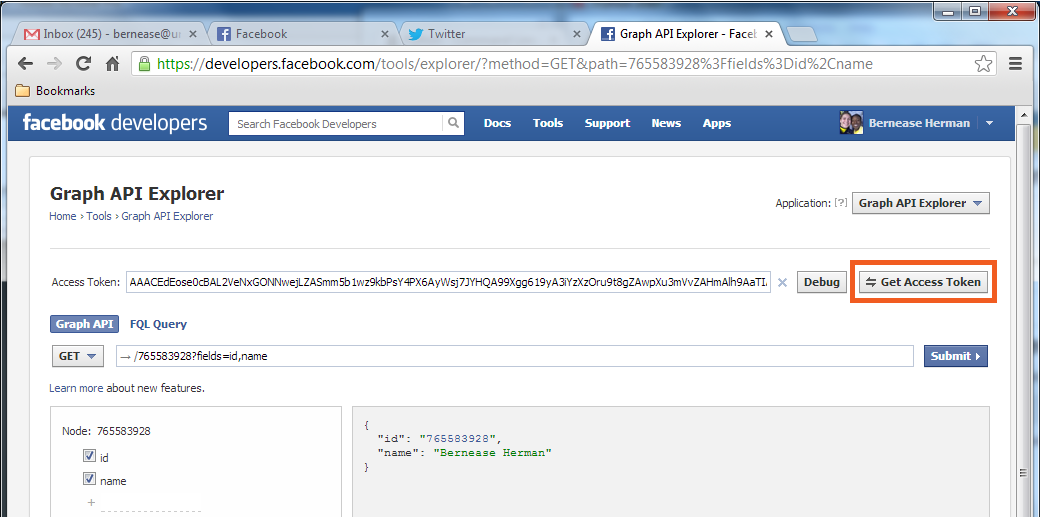 Inbox (245) - bernease@u
Facebook
Twitter
Graph API Explorer - Faceb
https://developers.facebook.com/tools/explorer/?method=GET&path=765583928%3Ffields%3Did%2Cname
Bookmarks
facebook developers
Search Facebook Developers
Docs
Tools
Support
News
Apps
Bernease Herman
Graph API Explorer
Home › Tools › Graph API Explorer
Application: [?]
Graph API Explorer
Access Token:
AAACEdEose0cBAL2VeNxGONNwejLZASmm5b1wz9kbPsY4PX6AyWsj7JYHQA99Xgg619yA3iYzXzOru9t8gZAwpXu3mVvZAHmAlh9AaTI
Debug
Get Access Token
Graph API
FQL Query
GET
→ /765583928?fields=id,name
Submit
Learn more about new features.
Node: 765583928
id
name
+
{
"id": "765583928",
"name": "Bernease Herman"
}